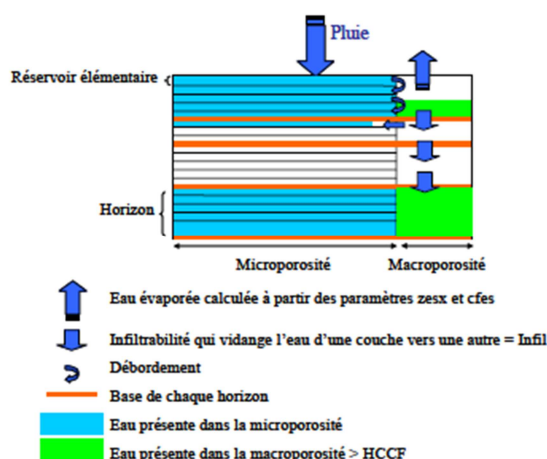 Pluie
Réservoir élémentaire
Horizon
Microporosité
Macroporosité
Eau évaporée calculée à partir des paramètres zesx et cfes
Infiltrabilité qui vidange l'eau d'une couche vers une autre = Infil
Débordement
Base de chaque horizon
Eau présente dans la microporosité
Eau présente dans la macroporosité > HCCF